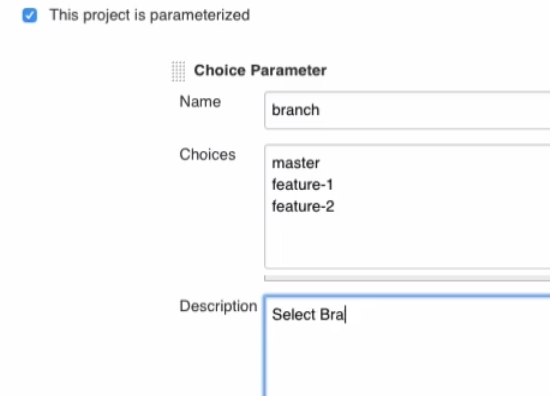 This project is parameterized
Choice Parameter
Name
branch
Choices
master
feature-1
feature-2
Description
Select Bra